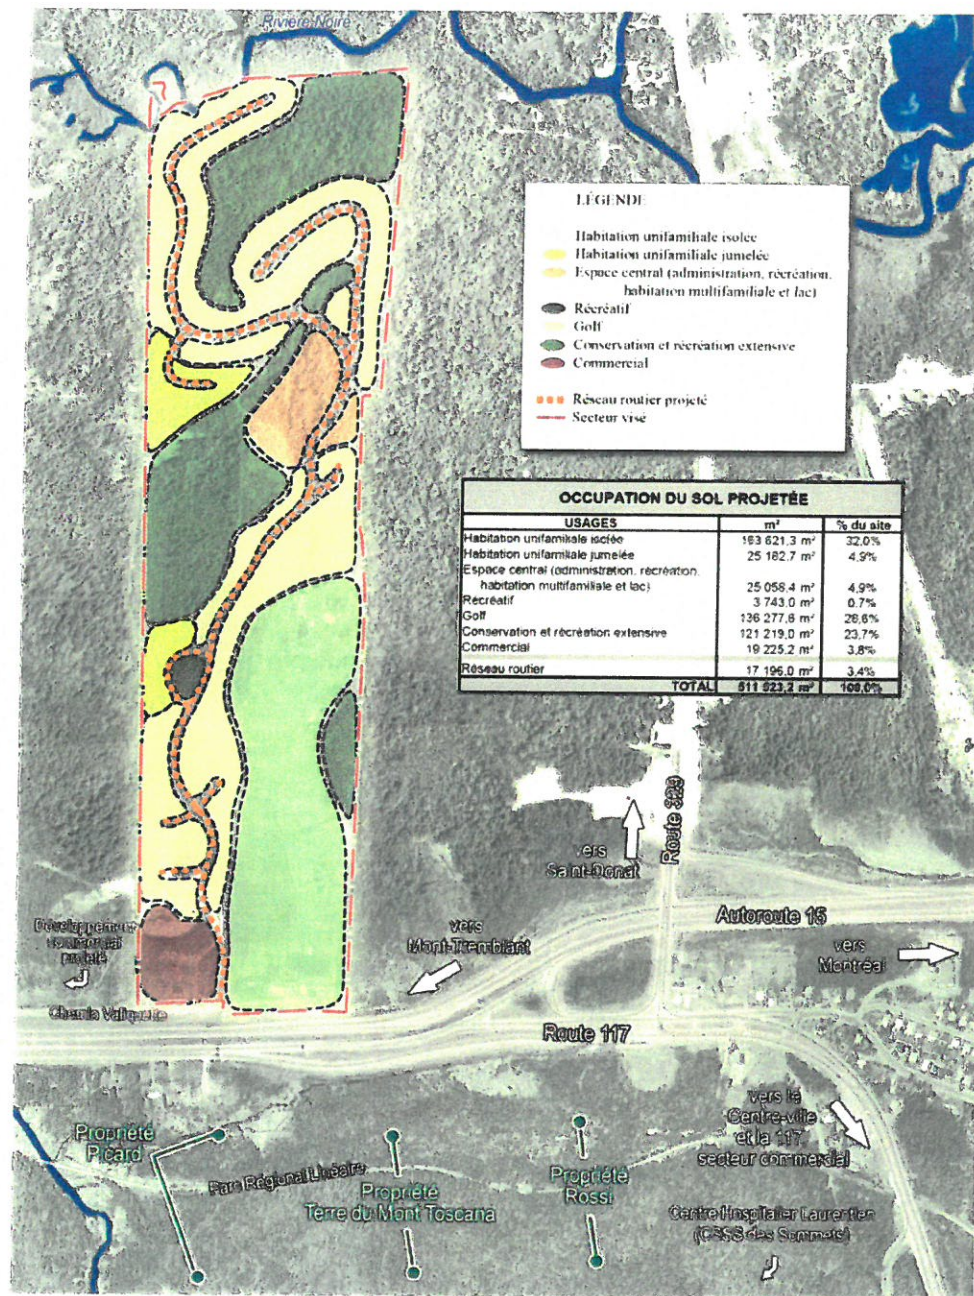 Rivière Noire
LÉGENDE
Habitation unifamiliale isolée
Habitation unifamiliale jumelée
Espace central (administration, récréation,
habitation multifamiliale et lac)
Récréatif
Golf
Conservation et récréation extensive
Commercial
Réseau routier projeté
Secteur visé
OCCUPATION DU SOL PROJETÉE
USAGES m² % du site
Habitation unifamiliale isolée 163 621,3 m² 32,0%
Habitation unifamiliale jumelée 25 182,7 m² 4,9%
Espace central (administration, récréation,
habitation multifamiliale et lac) 25 058,4 m² 4,9%
Récréatif 3 743,0 m² 0,7%
Golf 136 277,6 m² 26,6%
Conservation et récréation extensive 121 219,0 m² 23,7%
Commercial 19 225,2 m² 3,8%
Réseau routier 17 196,0 m² 3,4%
TOTAL 511 523,2 m² 100,0%
Route 329
vers
Saint-Donat
Autoroute 15
vers
Mont-Tremblant
vers
Montréal
Développement
commercial
projeté
Chemin Valiquette
Route 117
vers le
Centre-ville
et la 117,
secteur commercial
Propriété
Picard
Parc Régional Linéaire
Propriété
Terre du Mont Toscana
Propriété
Rossi
Centre Hospitalier Laurentien
(CSSS des Sommets)